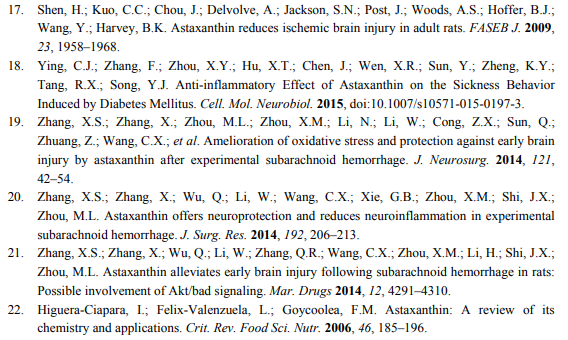 17. Shen, H.; Kuo, C.C.; Chou, J.; Delvolve, A.; Jackson, S.N.; Post, J.; Woods, A.S.; Hoffer, B.J.;
Wang, Y.; Harvey, B.K. Astaxanthin reduces ischemic brain injury in adult rats. FASEB J. 2009,
23, 1958–1968.
18. Ying, C.J.; Zhang, F.; Zhou, X.Y.; Hu, X.T.; Chen, J.; Wen, X.R.; Sun, Y.; Zheng, K.Y.;
Tang, R.X.; Song, Y.J. Anti-inflammatory Effect of Astaxanthin on the Sickness Behavior
Induced by Diabetes Mellitus. Cell. Mol. Neurobiol. 2015, doi:10.1007/s10571-015-0197-3.
19. Zhang, X.S.; Zhang, X.; Zhou, M.L.; Zhou, X.M.; Li, N.; Li, W.; Cong, Z.X.; Sun, Q.;
Zhuang, Z.; Wang, C.X.; et al. Amelioration of oxidative stress and protection against early brain
injury by astaxanthin after experimental subarachnoid hemorrhage. J. Neurosurg. 2014, 121,
42–54.
20. Zhang, X.S.; Zhang, X.; Wu, Q.; Li, W.; Wang, C.X.; Xie, G.B.; Zhou, X.M.; Shi, J.X.;
Zhou, M.L. Astaxanthin offers neuroprotection and reduces neuroinflammation in experimental
subarachnoid hemorrhage. J. Surg. Res. 2014, 192, 206–213.
21. Zhang, X.S.; Zhang, X.; Wu, Q.; Li, W.; Zhang, Q.R.; Wang, C.X.; Zhou, X.M.; Li, H.; Shi, J.X.;
Zhou, M.L. Astaxanthin alleviates early brain injury following subarachnoid hemorrhage in rats:
Possible involvement of Akt/bad signaling. Mar. Drugs 2014, 12, 4291–4310.
22. Higuera-Ciapara, I.; Felix-Valenzuela, L.; Goycoolea, F.M. Astaxanthin: A review of its
chemistry and applications. Crit. Rev. Food Sci. Nutr. 2006, 46, 185–196.